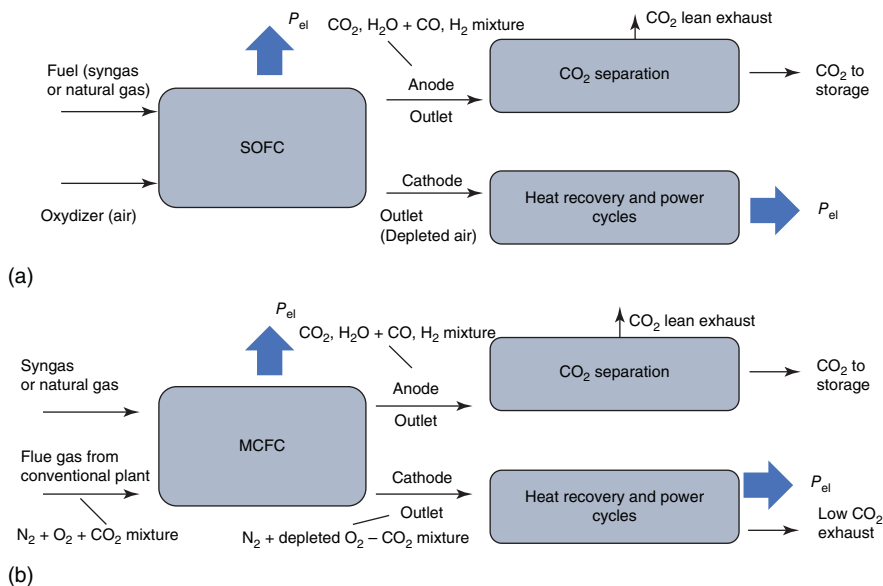 P_el
CO₂, H₂O + CO, H₂ mixture
CO₂ lean exhaust
Fuel (syngas
or natural gas)
SOFC
Anode
Outlet
CO₂ separation
CO₂ to
storage
Oxydizer (air)
Cathode
Outlet
(Depleted air)
Heat recovery and power
cycles
P_el
(a)
P_el
CO₂, H₂O + CO, H₂ mixture
CO₂ lean exhaust
Syngas
or natural gas
MCFC
Anode
Outlet
CO₂ separation
CO₂ to
storage
Flue gas from
conventional plant
N₂ + O₂ + CO₂ mixture
Cathode
Outlet
N₂ + depleted O₂ – CO₂ mixture
Heat recovery and power
cycles
P_el
Low CO₂
exhaust
(b)